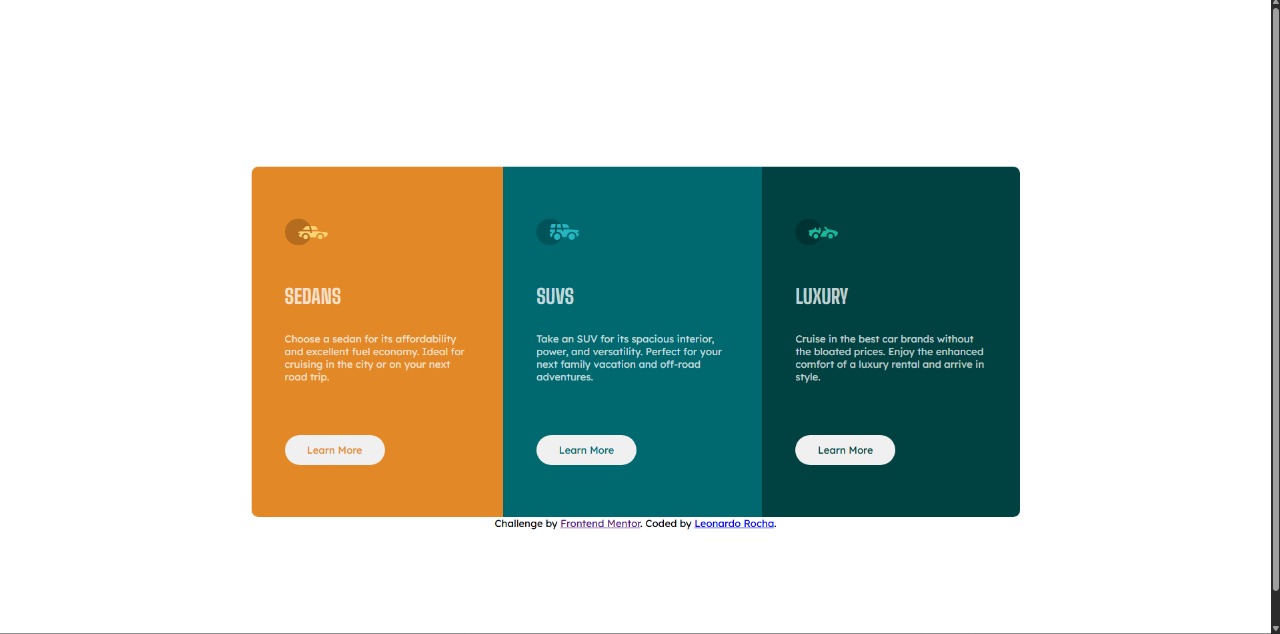 SEDANS
Choose a sedan for its affordability
and excellent fuel economy. Ideal for
cruising in the city or on your next
road trip.
Learn More
SUVS
Take an SUV for its spacious interior,
power, and versatility. Perfect for your
next family vacation and off-road
adventures.
Learn More
LUXURY
Cruise in the best car brands without
the bloated prices. Enjoy the enhanced
comfort of a luxury rental and arrive in
style.
Learn More
Challenge by Frontend Mentor. Coded by Leonardo Rocha.